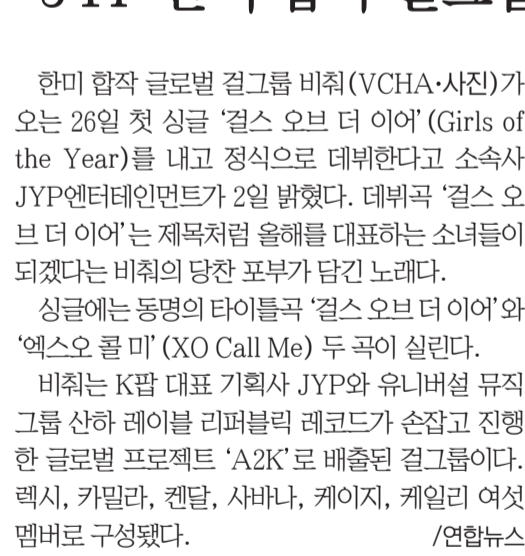 한미 합작 글로벌 걸그룹 비춰(VCHA·사진)가
오는 26일 첫 싱글 ‘걸스 오브 더 이어’(Girls of
the Year)를 내고 정식으로 데뷔한다고 소속사
JYP엔터테인먼트가 2일 밝혔다. 데뷔곡 ‘걸스 오
브 더 이어’는 제목처럼 올해를 대표하는 소녀들이
되겠다는 비춰의 당찬 포부가 담긴 노래다.
싱글에는 동명의 타이틀곡 ‘걸스 오브 더 이어’와
‘엑스오 콜 미’(XO Call Me) 두 곡이 실린다.
비춰는 K팝 대표 기획사 JYP와 유니버설 뮤직
그룹 산하 레이블 리퍼블릭 레코드가 손잡고 진행
한 글로벌 프로젝트 ‘A2K’로 배출된 걸그룹이다.
렉시, 카밀라, 켄달, 사바나, 케이지, 케일리 여섯
멤버로 구성됐다. /연합뉴스